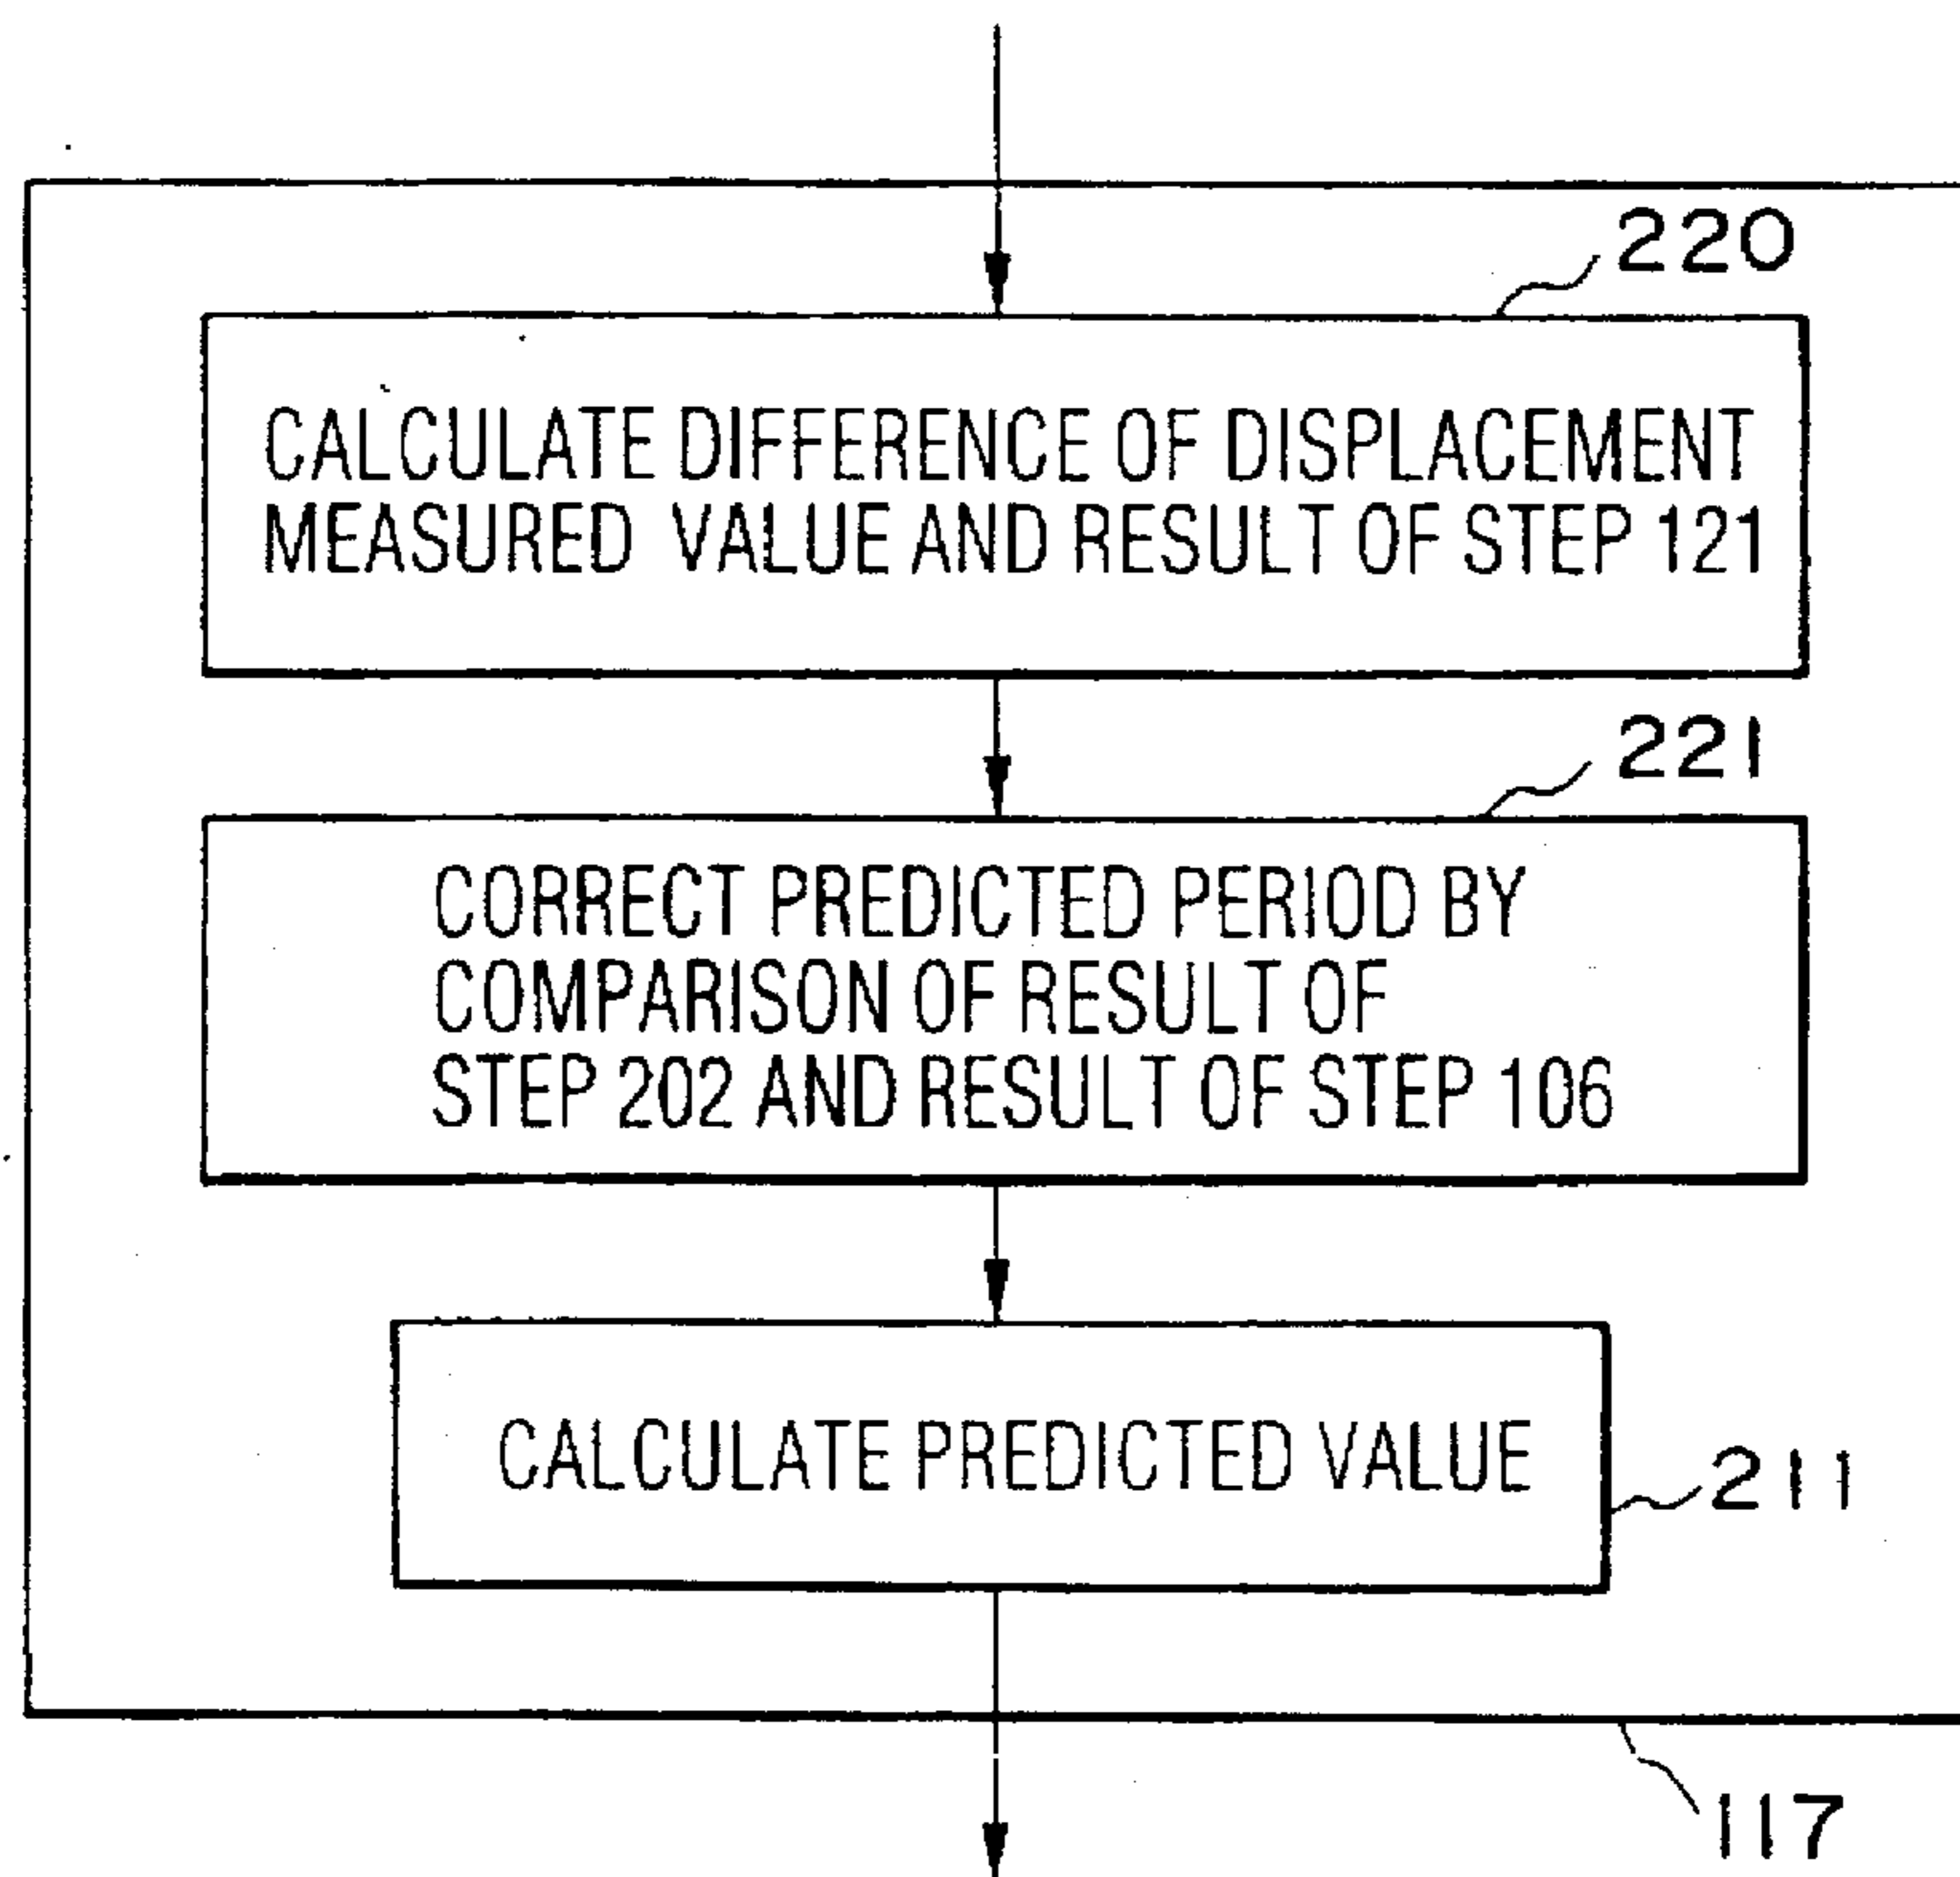 220
CALCULATE DIFFERENCE OF DISPLACEMENT
MEASURED VALUE AND RESULT OF STEP 121
221
CORRECT PREDICTED PERIOD BY
COMPARISON OF RESULT OF
STEP 202 AND RESULT OF STEP 106
CALCULATE PREDICTED VALUE
211
117